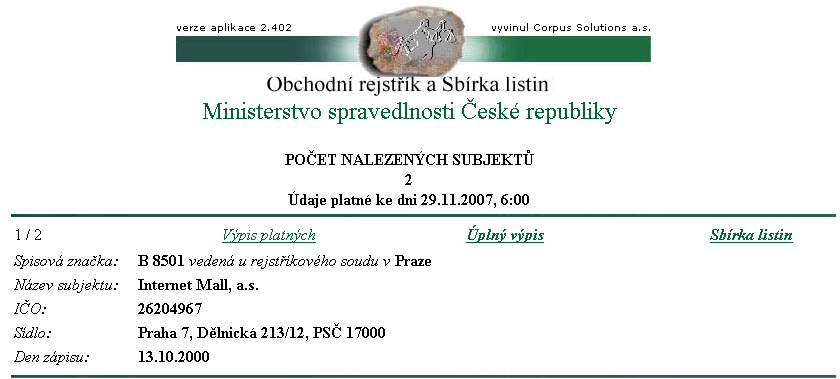 verze aplikace 2.402 vyvinul Corpus Solutions a.s.
Obchodní rejstřík a Sbírka listin
Ministerstvo spravedlnosti České republiky
POČET NALEZENÝCH SUBJEKTŮ
2
Údaje platné ke dni 29.11.2007, 6:00
1 / 2 Výpis platných Úplný výpis Sbírka listin
Spisová značka: B 8501 vedená u rejstříkového soudu v Praze
Název subjektu: Internet Mall, a.s.
IČO: 26204967
Sídlo: Praha 7, Dělnická 213/12, PSČ 17000
Den zápisu: 13.10.2000